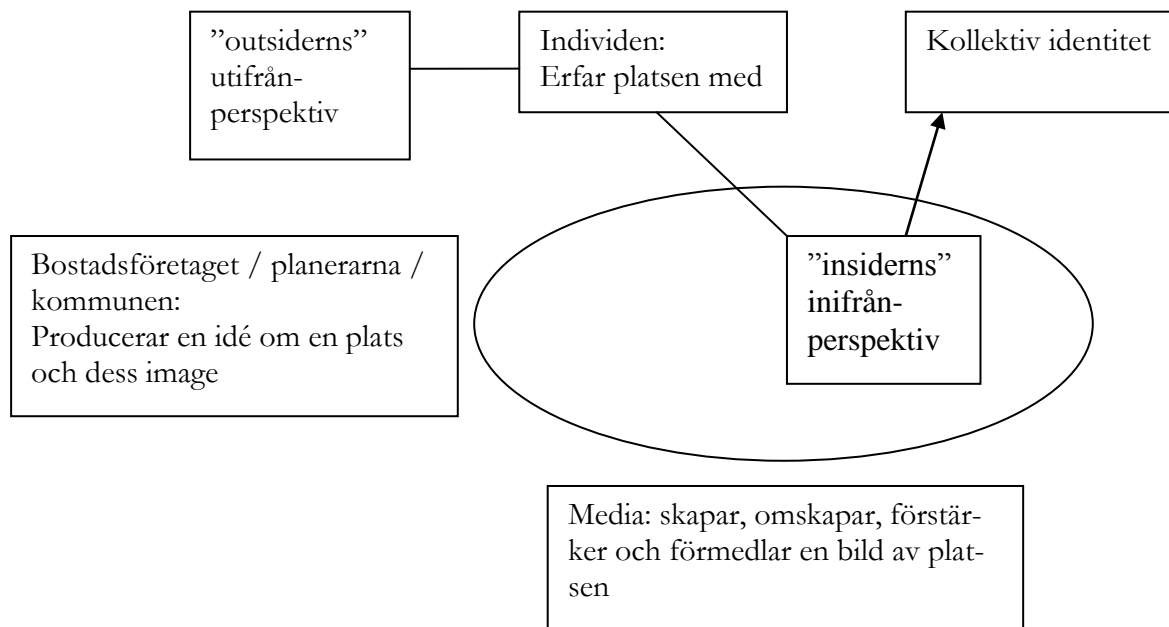 ”outsiderns”
utifrån-
perspektiv
Individen:
Erfar platsen med
Kollektiv identitet
Bostadsföretaget / planerarna /
kommunen:
Producerar en idé om en plats
och dess image
”insiderns”
inifrån-
perspektiv
Media: skapar, omskapar, förstär-
ker och förmedlar en bild av plat-
sen